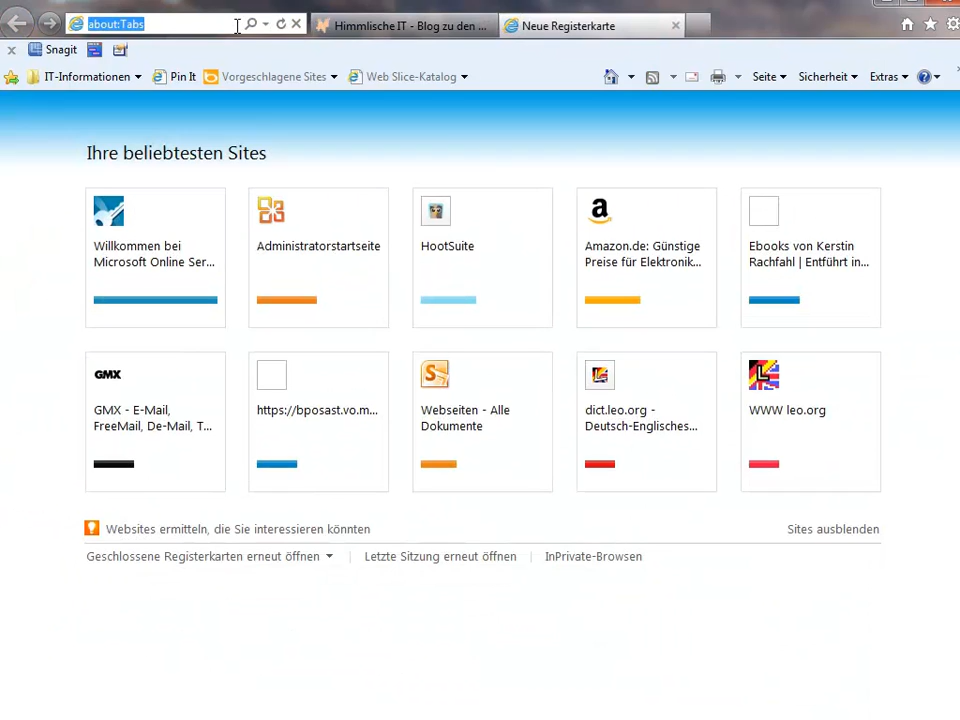 about:Tabs
Himmlische IT - Blog zu den ...
Neue Registerkarte
Snagit
IT-Informationen
Pin It
Vorgeschlagene Sites
Web Slice-Katalog
Seite
Sicherheit
Extras
Ihre beliebtesten Sites
Willkommen bei
Microsoft Online Ser...
Administratorstartseite
HootSuite
a
Amazon.de: Günstige
Preise für Elektronik...
Ebooks von Kerstin
Rachfahl | Entführt in...
GMX
GMX - E-Mail,
FreeMail, De-Mail, T...
https://bposast.vo.m...
S
Webseiten - Alle
Dokumente
L
dict.leo.org -
Deutsch-Englisches...
L
WWW leo.org
Websites ermitteln, die Sie interessieren könnten
Sites ausblenden
Geschlossene Registerkarten erneut öffnen
Letzte Sitzung erneut öffnen
InPrivate-Browsen